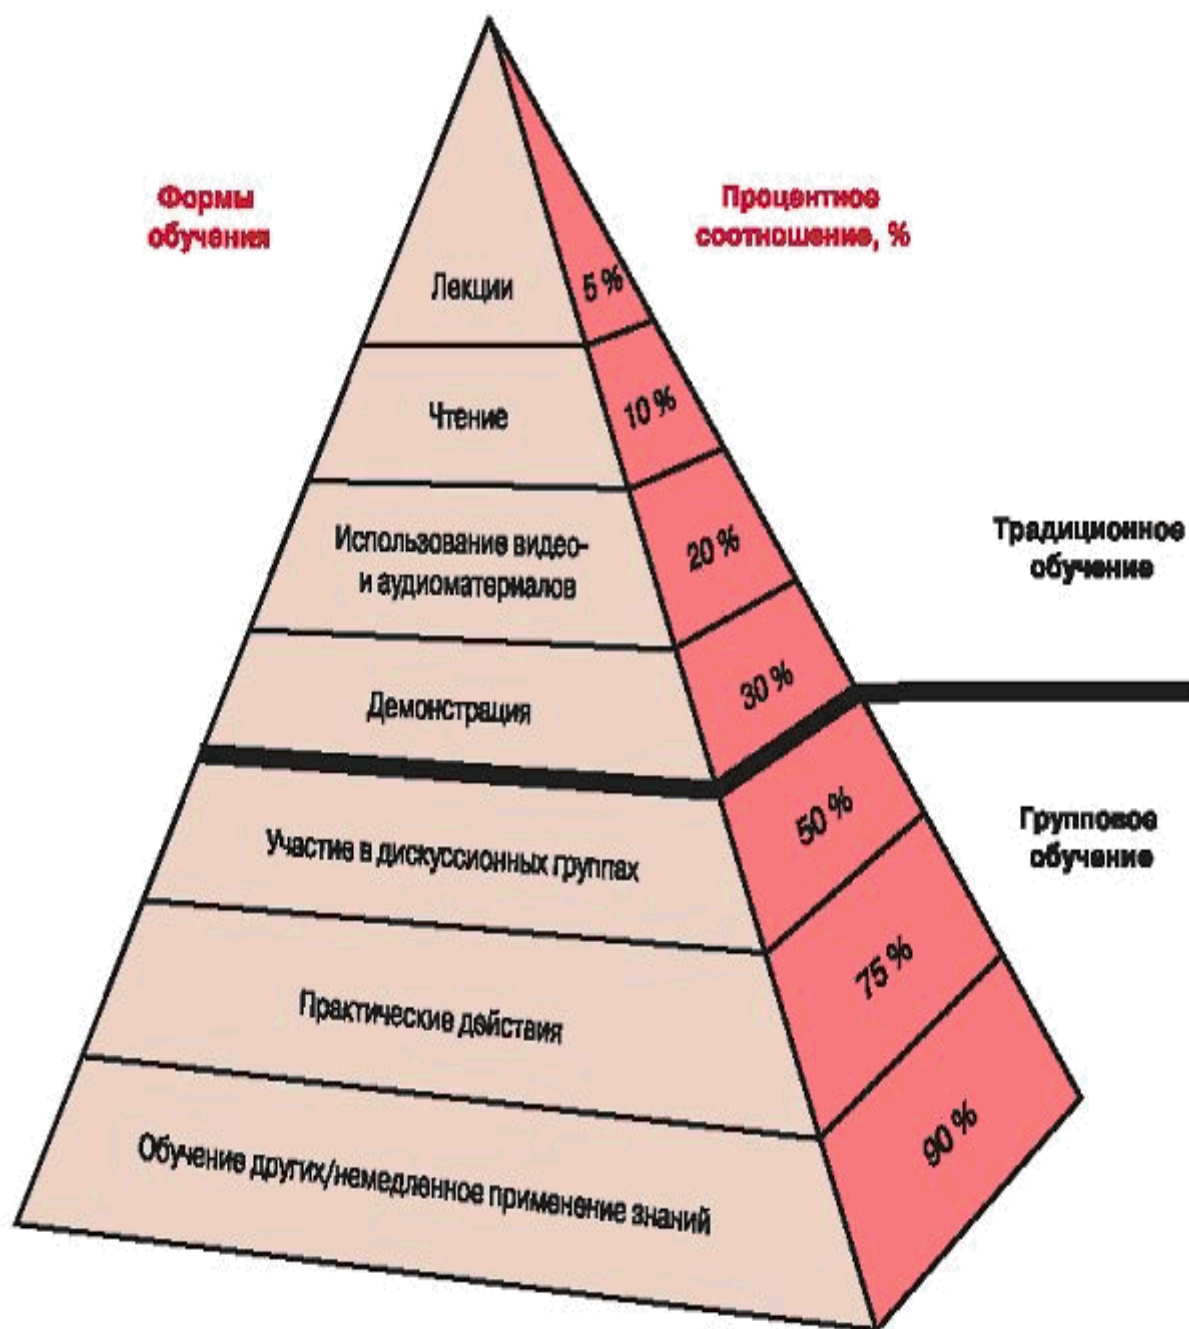 Формы
обучения
Процентное
соотношение, %
Лекции
5 %
Чтение
10 %
Использование видео-
и аудиоматериалов
20 %
Демонстрация
30 %
Традиционное
обучение
Участие в дискуссионных группах
50 %
Групповое
обучение
Практические действия
75 %
Обучение других/немедленное применение знаний
90 %